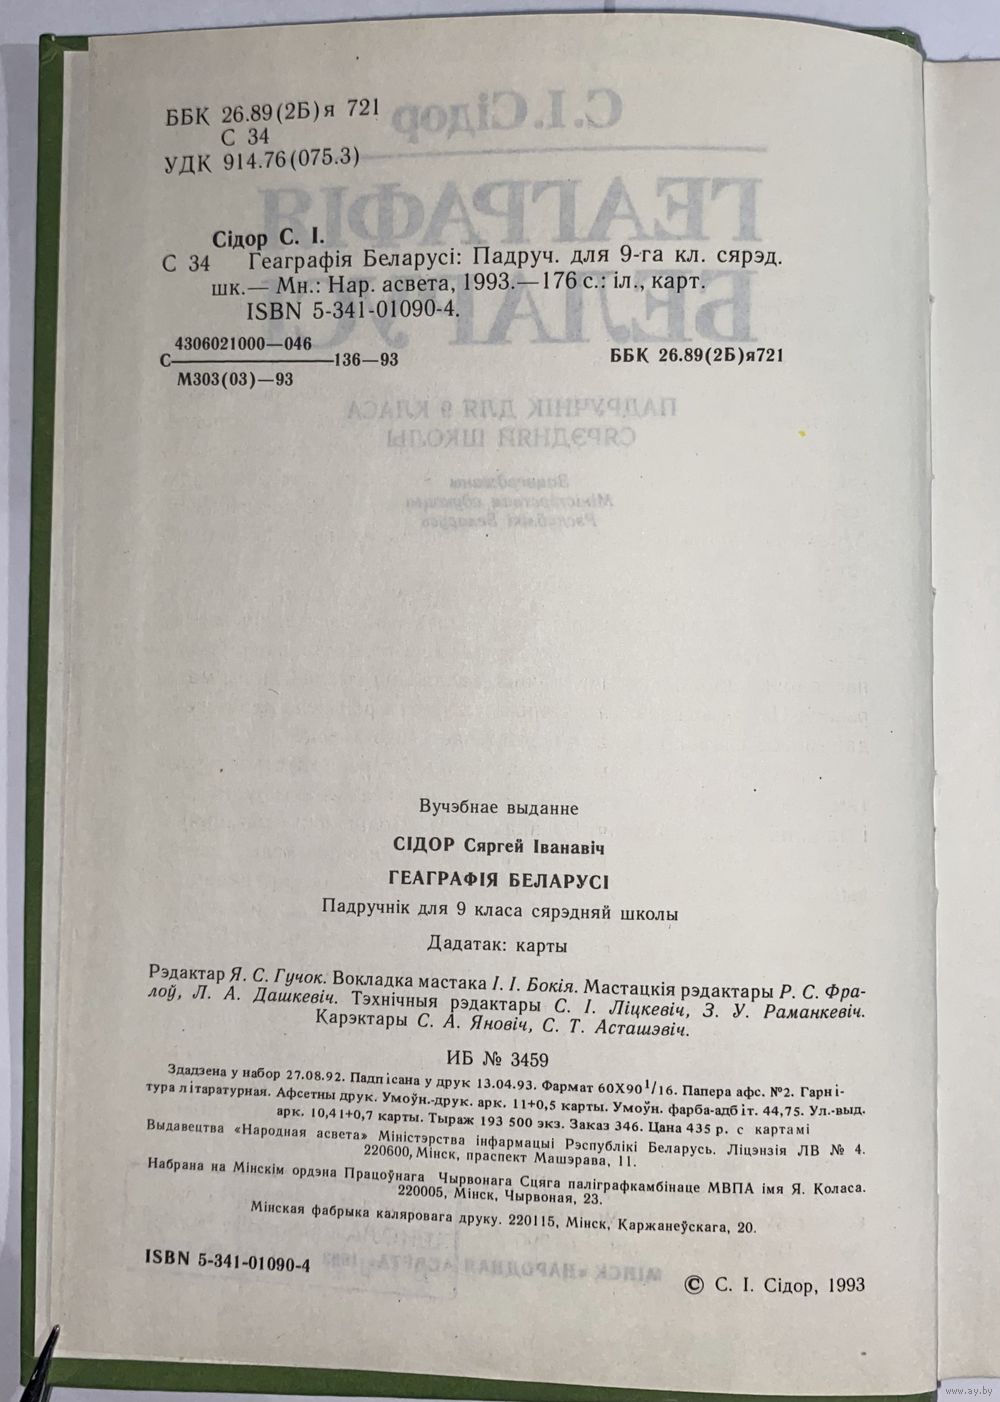 ББК 26.89(2Б)я 721
С 34
УДК 914.76(075.3)
Сідор С. І.
С 34 Геаграфія Беларусі: Падруч. для 9-га кл. сярэд.
шк.— Мн.: Нар. асвета, 1993.—176 с.: іл., карт.
ISBN 5-341-01090-4.
4306021000—046
С————————136—93
М303(03)—93
ББК 26.89(2Б)я721
Вучэбнае выданне
СІДОР Сяргей Іванавіч
ГЕАГРАФІЯ БЕЛАРУСІ
Падручнік для 9 класа сярэдняй школы
Дадатак: карты
Рэдактар Я. С. Гучок. Вокладка мастака І. І. Бокія. Мастацкія рэдактары Р. С. Фра-
лоў, Л. А. Дашкевіч. Тэхнічныя рэдактары С. І. Ліцкевіч, З. У. Раманкевіч.
Карэктары С. А. Яновіч, С. Т. Асташэвіч.
ИБ № 3459
Здадзена у набор 27.08.92. Падпісана у друк 13.04.93. Фармат 60X90 1/16. Папера афс. №2. Гарні-
тура літаратурная. Афсетны друк. Умоўн.-друк. арк. 11+0,5 карты. Умоўн. фарба-адбіт. 44,75. Ул.-выд.
арк. 10,41+0,7 карты. Тыраж 193 500 экз. Заказ 346. Цана 435 р. с картамі
Выдавецтва «Народная асвета» Міністэрства інфармацыі Рэспублікі Беларусь. Ліцэнзія ЛВ № 4.
220600, Мінск, праспект Машэрава, 11.
Набрана на Мінскім ордэна Працоўнага Чырвонага Сцяга паліграфкамбінаце МВПА імя Я. Коласа.
220005, Мінск, Чырвоная, 23.
Мінская фабрыка каляровага друку. 220115, Мінск, Каржанеўскага, 20.
ISBN 5-341-01090-4
© С. І. Сідор, 1993
www.ay.by